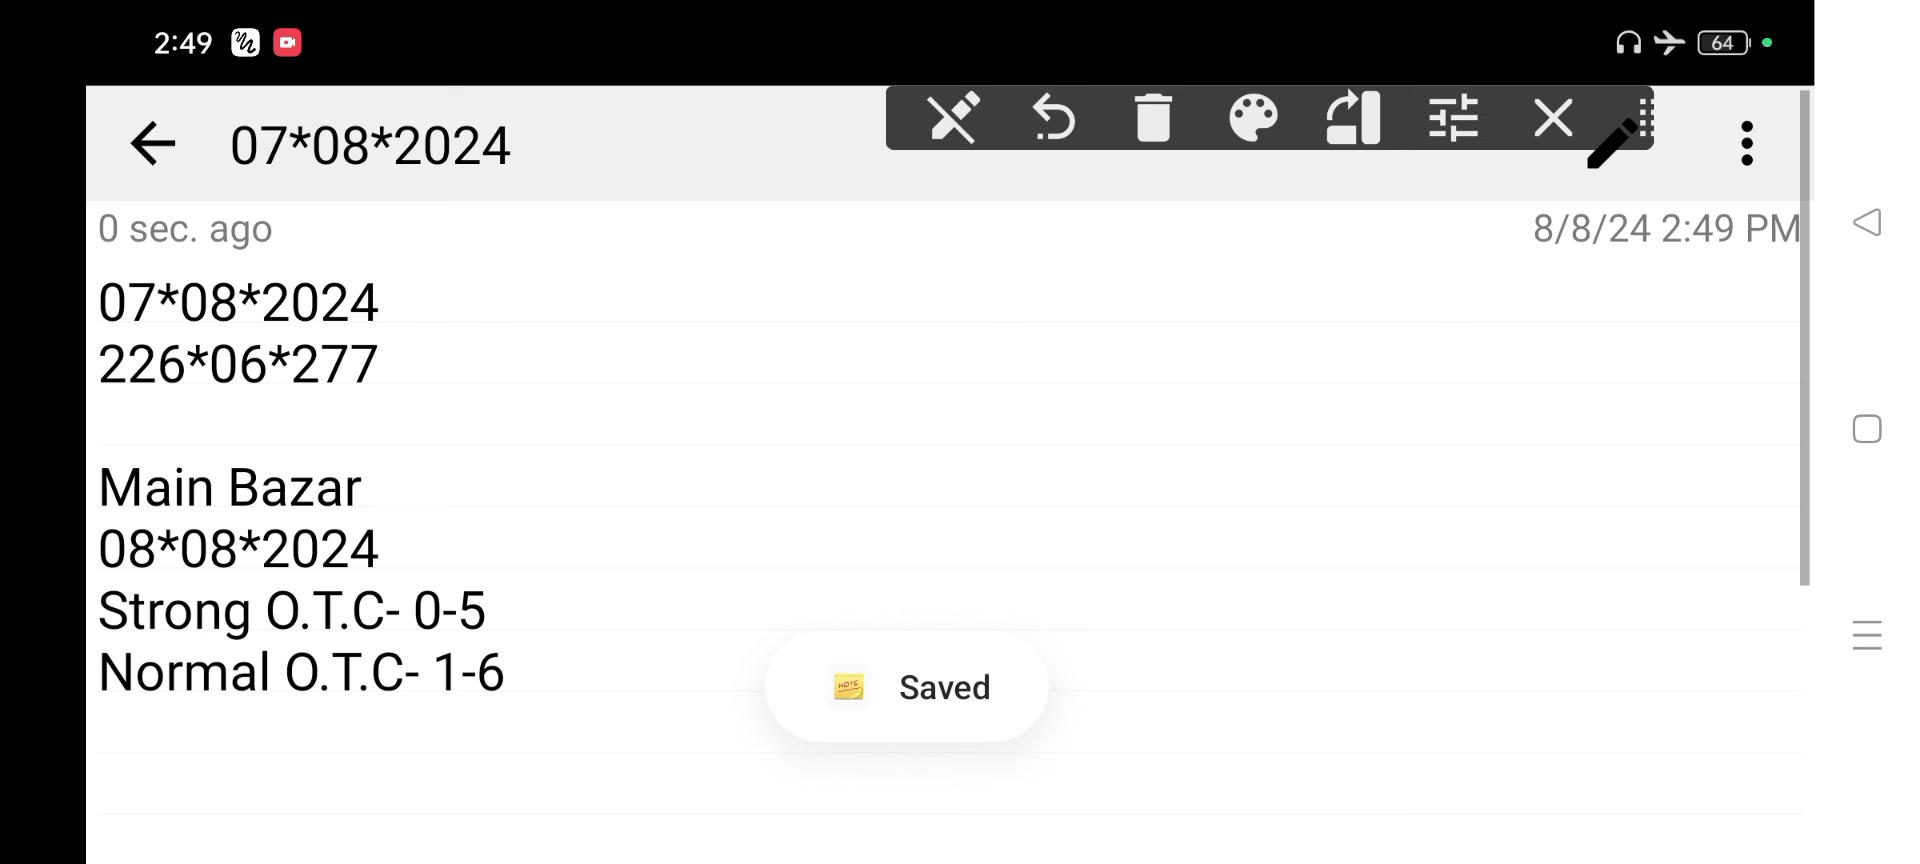 2:49
64
07*08*2024
0 sec. ago
8/8/24 2:49 PM
07*08*2024
226*06*277
Main Bazar
08*08*2024
Strong O.T.C- 0-5
Normal O.T.C- 1-6
NOTE
Saved